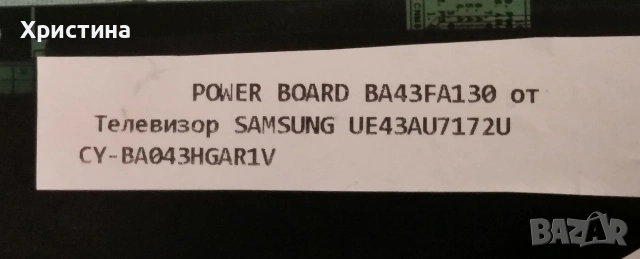 Христина
POWER BOARD BA43FA130 от
Телевизор SAMSUNG UE43AU7172U
CY-BA043HGAR1V
BAZAR